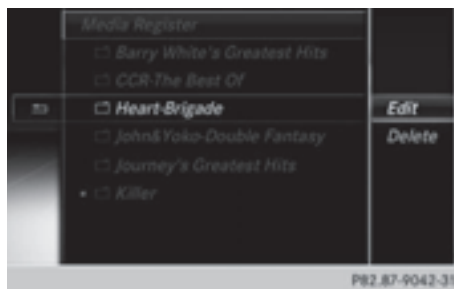 Media Register
Barry White's Greatest Hits
CCR-The Best Of
Heart-Brigade
Edit
John&Yoko-Double Fantasy
Delete
Journey's Greatest Hits
Killer
P82.87-9042-31